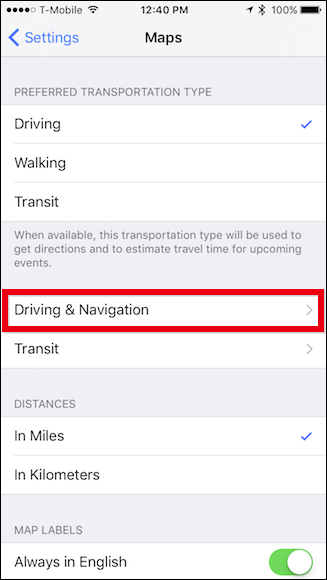 T-Mobile 12:40 PM 100%
Settings Maps
PREFERRED TRANSPORTATION TYPE
Driving
Walking
Transit
When available, this transportation type will be used to
get directions and to estimate travel time for upcoming
events.
Driving & Navigation
Transit
DISTANCES
In Miles
In Kilometers
MAP LABELS
Always in English